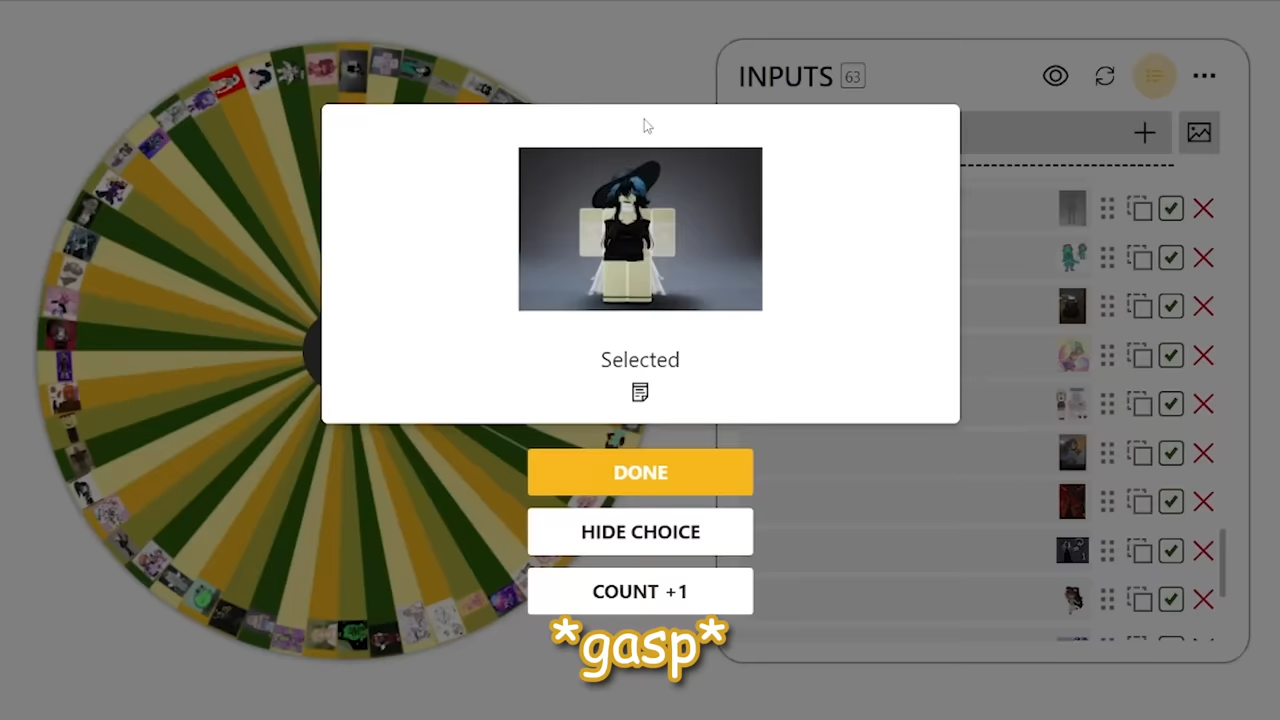 INPUTS 63
Selected
DONE
HIDE CHOICE
COUNT +1
*gasp*